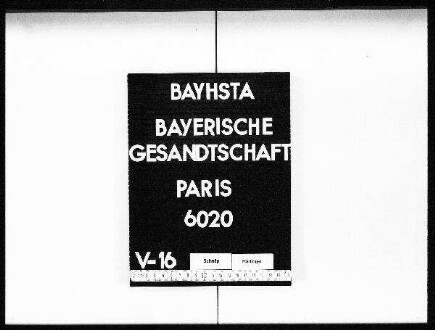 BAYHSTA
BAYERISCHE
GESANDTSCHAFT
PARIS
6020
V-16